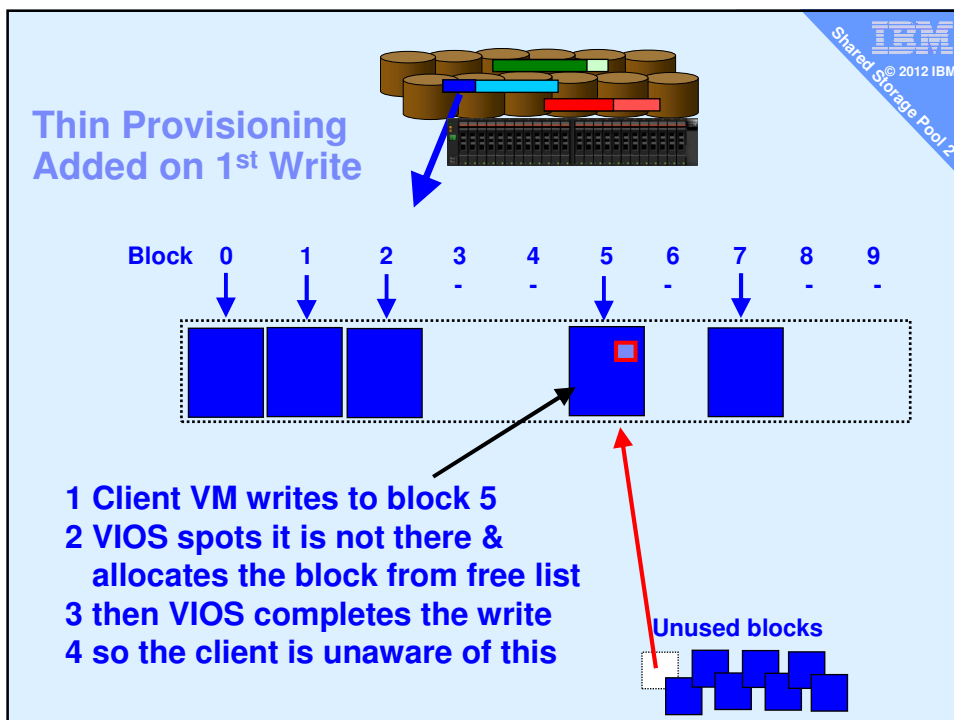 IBM
© 2012 IBM
Shared Storage Pool 2
Thin Provisioning
Added on 1st Write
Block 0 1 2 3 4 5 6 7 8 9
- - - - -
1 Client VM writes to block 5
2 VIOS spots it is not there &
allocates the block from free list
3 then VIOS completes the write
4 so the client is unaware of this
Unused blocks